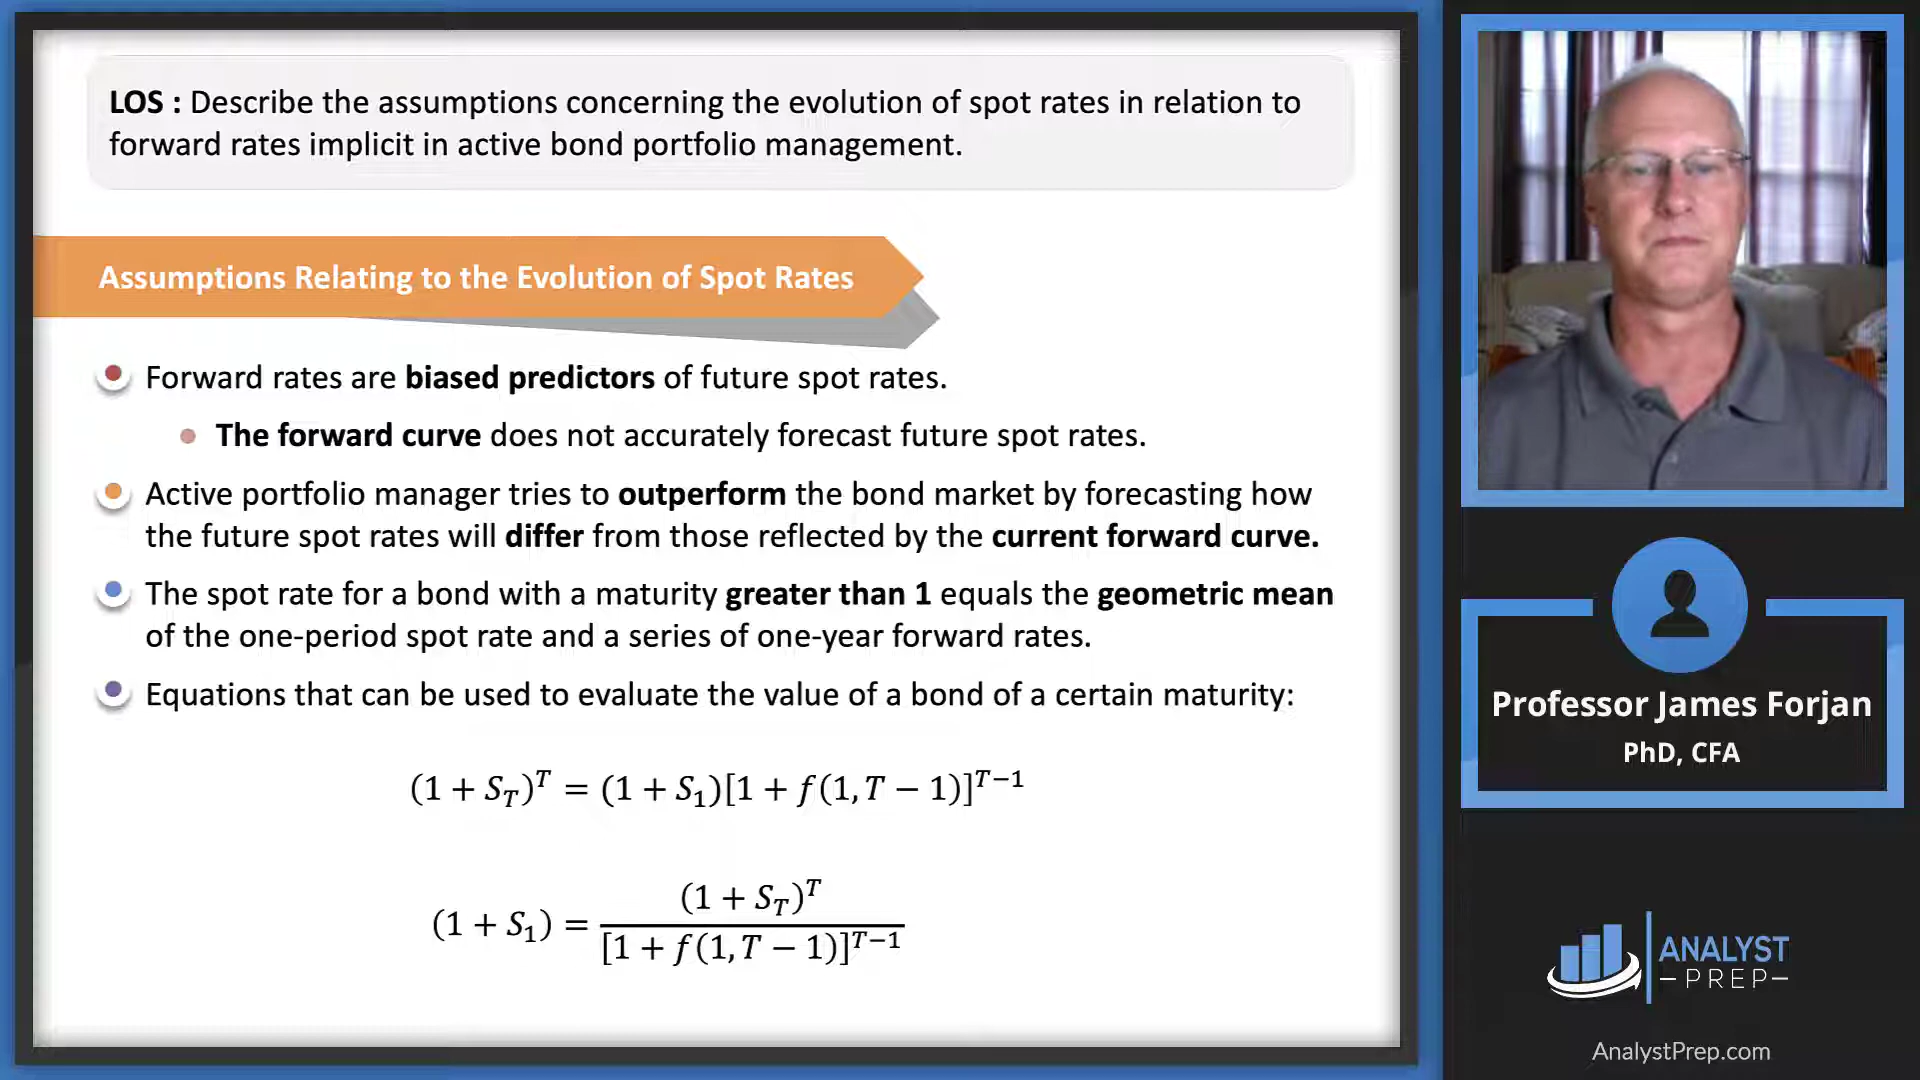 LOS : Describe the assumptions concerning the evolution of spot rates in relation to
forward rates implicit in active bond portfolio management.
Assumptions Relating to the Evolution of Spot Rates
Forward rates are biased predictors of future spot rates.
The forward curve does not accurately forecast future spot rates.
Active portfolio manager tries to outperform the bond market by forecasting how
the future spot rates will differ from those reflected by the current forward curve.
The spot rate for a bond with a maturity greater than 1 equals the geometric mean
of the one-period spot rate and a series of one-year forward rates.
Equations that can be used to evaluate the value of a bond of a certain maturity:
$(1 + S_T)^T = (1 + S_1)[1 + f(1, T − 1)]^{T−1}$
$(1 + S_1) = \frac{(1 + S_T)^T}{[1 + f(1, T − 1)]^{T−1}}$
Professor James Forjan
PhD, CFA
ANALYST
PREP
AnalystPrep.com